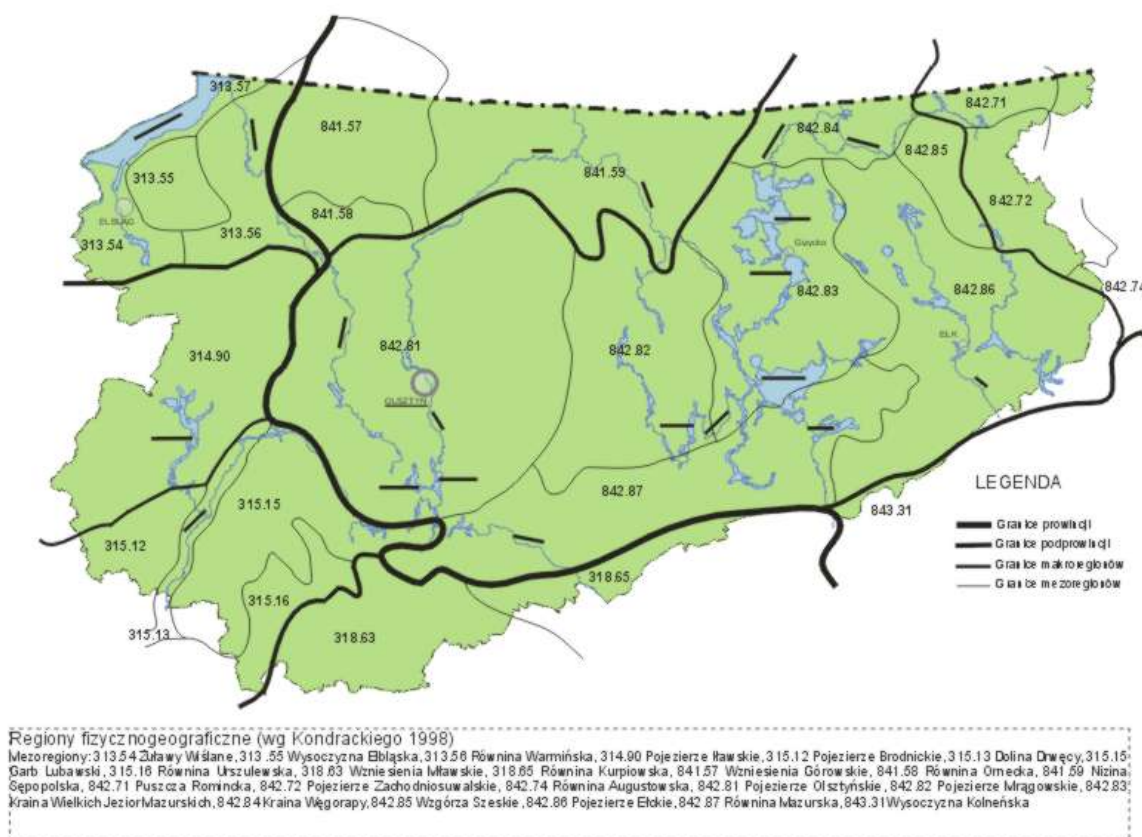 313.57
842.71
841.57
842.84
842.85
313.55
841.59
842.72
ELBLĄG
841.58
313.54
313.56
Giżycko
842.83
842.74
842.86
842.81
842.82
314.90
EŁK
OLSZTYN
842.87
315.15
LEGENDA
843.31
Granice prowincji
Granice podprowincji
315.12
Granice makroregionów
318.65
Granice mezoregionów
315.16
315.13
318.63
Regiony fizycznogeograficzne (wg Kondrackiego 1998)
Mezoregiony: 313.54 Żuławy Wiślane, 313 .55 Wysoczyzna Elbląska, 313.56 Równina Warmińska, 314.90 Pojezierze Iławskie, 315.12 Pojezierze Brodnickie, 315.13 Dolina Drwęcy, 315.15
Garb Lubawski, 315.16 Równina Urszulewska, 318.63 Wzniesienia Mławskie, 318.65 Równina Kurpiowska, 841.57 Wzniesienia Górowskie, 841.58 Równina Ornecka, 841.59 Nizina
Sępopolska, 842.71 Puszcza Romincka, 842.72 Pojezierze Zachodniosuwalskie, 842.74 Równina Augustowska, 842.81 Pojezierze Olsztyńskie, 842.82 Pojezierze Mrągowskie, 842.83
Kraina Wielkich Jezior Mazurskich, 842.84 Kraina Węgorapy, 842.85 Wzgórza Szeskie, 842.86 Pojezierze Ełckie, 842.87 Równina Mazurska, 843.31 Wysoczyzna Kolneńska